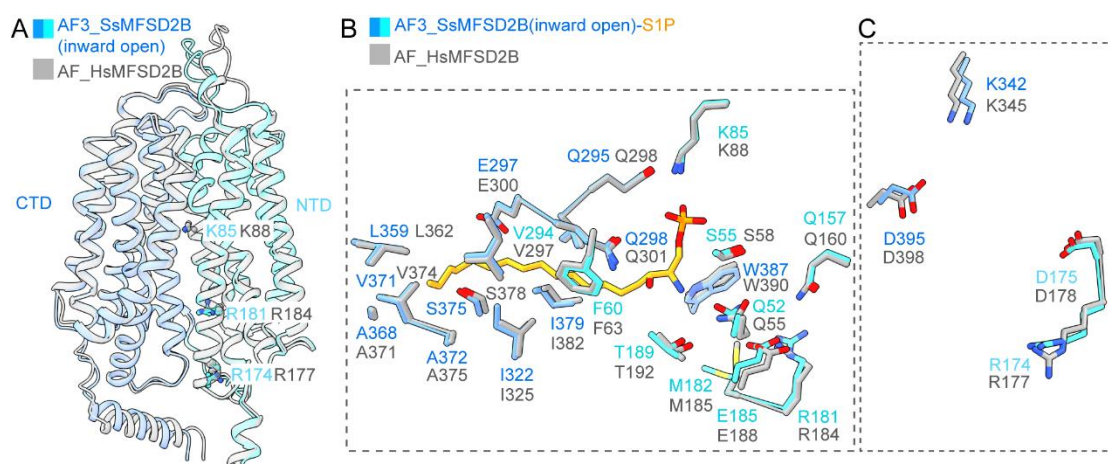 A
AF3_SsMFSD2B
(inward open)
AF_HsMFSD2B
CTD
NTD
K85 K88
R181 R184
R174 R177
B
AF3_SsMFSD2B(inward open)-S1P
AF_HsMFSD2B
K85
K88
E297
E300
Q295 Q298
L359 L362
V294
V297
Q298
Q301
S55 S58
Q157
Q160
V371 V374
S375 S378
W387
W390
A368
A371
I379
I382
F60
F63
Q52
Q55
A372
A375
I322
I325
T189
T192
M182
M185
E185
E188
R181
R184
C
K342
K345
D395
D398
D175
D178
R174
R177